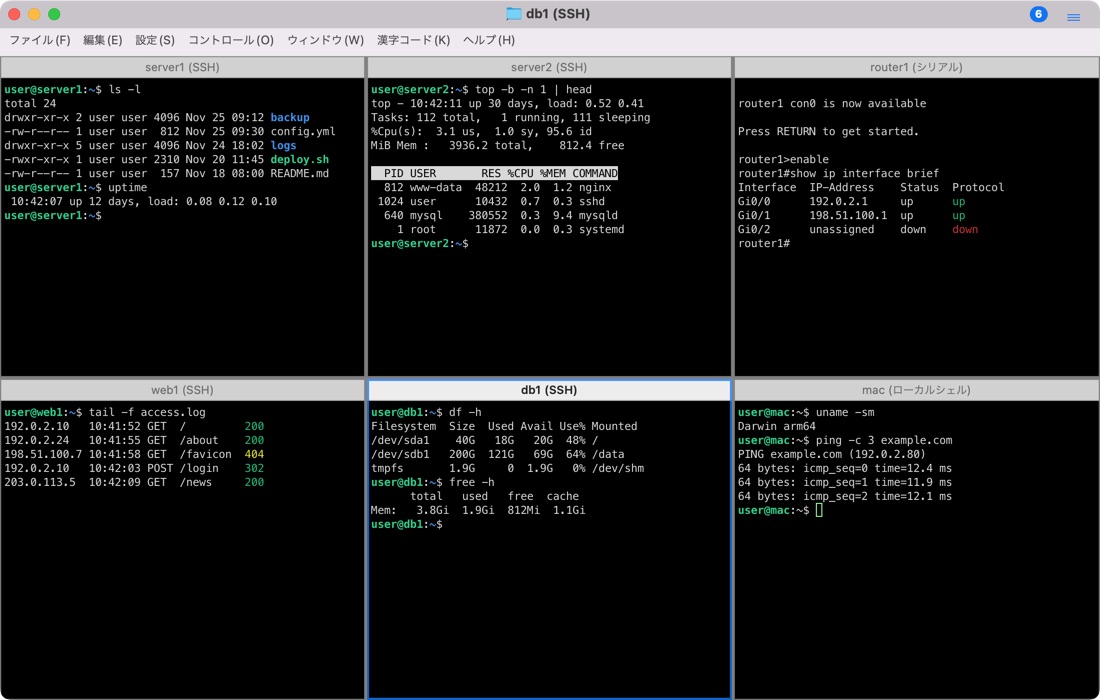 db1 (SSH)
6
ファイル(F) 編集(E) 設定(S) コントロール(O) ウィンドウ(W) 漢字コード(K) ヘルプ(H)
server1 (SSH)
user@server1:~$ ls -l
total 24
drwxr-xr-x 2 user user 4096 Nov 25 09:12 backup
-rw-r--r-- 1 user user  812 Nov 25 09:30 config.yml
drwxr-xr-x 5 user user 4096 Nov 24 18:02 logs
-rwxr-xr-x 1 user user 2310 Nov 20 11:45 deploy.sh
-rw-r--r-- 1 user user  157 Nov 18 08:00 README.md
user@server1:~$ uptime
 10:42:07 up 12 days, load: 0.08 0.12 0.10
user@server1:~$
server2 (SSH)
user@server2:~$ top -b -n 1 | head
top - 10:42:11 up 30 days, load: 0.52 0.41
Tasks: 112 total,   1 running, 111 sleeping
%Cpu(s):  3.1 us,  1.0 sy, 95.6 id
MiB Mem :   3936.2 total,    812.4 free
  PID USER       RES %CPU %MEM COMMAND
  812 www-data  48212  2.0  1.2 nginx
 1024 user      10432  0.7  0.3 sshd
  640 mysql    380552  0.3  9.4 mysqld
    1 root      11872  0.0  0.3 systemd
user@server2:~$
router1 (シリアル)
router1 con0 is now available
Press RETURN to get started.
router1>enable
router1#show ip interface brief
Interface  IP-Address    Status  Protocol
Gi0/0      192.0.2.1     up      up
Gi0/1      198.51.100.1  up      up
Gi0/2      unassigned    down    down
router1#
web1 (SSH)
user@web1:~$ tail -f access.log
192.0.2.10   10:41:52 GET  /         200
192.0.2.24   10:41:55 GET  /about    200
198.51.100.7 10:41:58 GET  /favicon  404
192.0.2.10   10:42:03 POST /login    302
203.0.113.5  10:42:09 GET  /news     200
db1 (SSH)
user@db1:~$ df -h
Filesystem  Size  Used Avail Use% Mounted
/dev/sda1    40G   18G   20G  48% /
/dev/sdb1   200G  121G   69G  64% /data
tmpfs       1.9G     0  1.9G   0% /dev/shm
user@db1:~$ free -h
      total   used   free  cache
Mem:   3.8Gi  1.9Gi  812Mi  1.1Gi
user@db1:~$
mac (ローカルシェル)
user@mac:~$ uname -sm
Darwin arm64
user@mac:~$ ping -c 3 example.com
PING example.com (192.0.2.80)
64 bytes: icmp_seq=0 time=12.4 ms
64 bytes: icmp_seq=1 time=11.9 ms
64 bytes: icmp_seq=2 time=12.1 ms
user@mac:~$